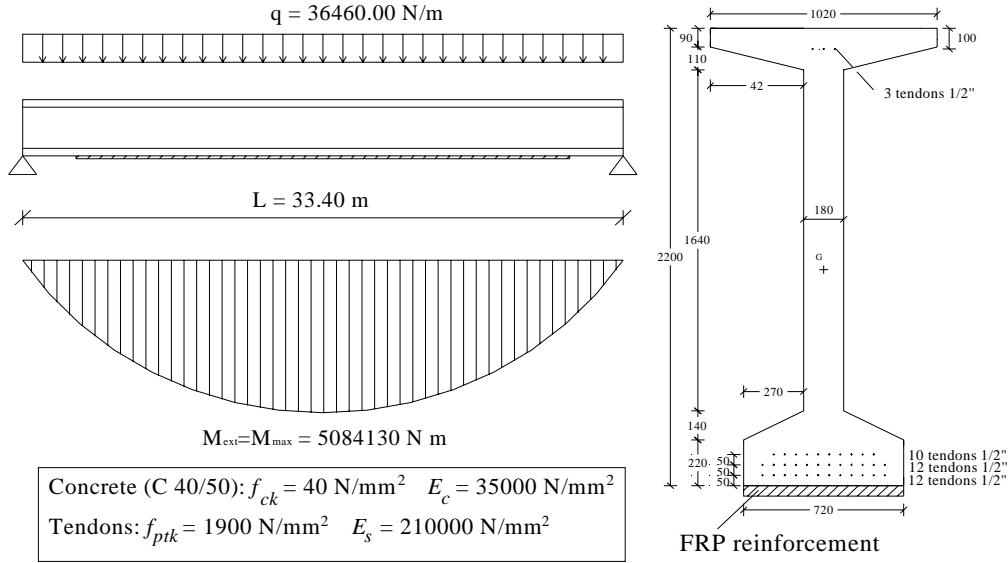 q = 36460.00 N/m
L = 33.40 m
Mext=Mmax = 5084130 N m
Concrete (C 40/50): fck = 40 N/mm² Ec = 35000 N/mm²
Tendons: fptk = 1900 N/mm² Es = 210000 N/mm²
1020
90
100
110
3 tendons 1/2"
42
180
1640
2200
G
270
140
10 tendons 1/2"
220
50
12 tendons 1/2"
50
12 tendons 1/2"
50
720
FRP reinforcement